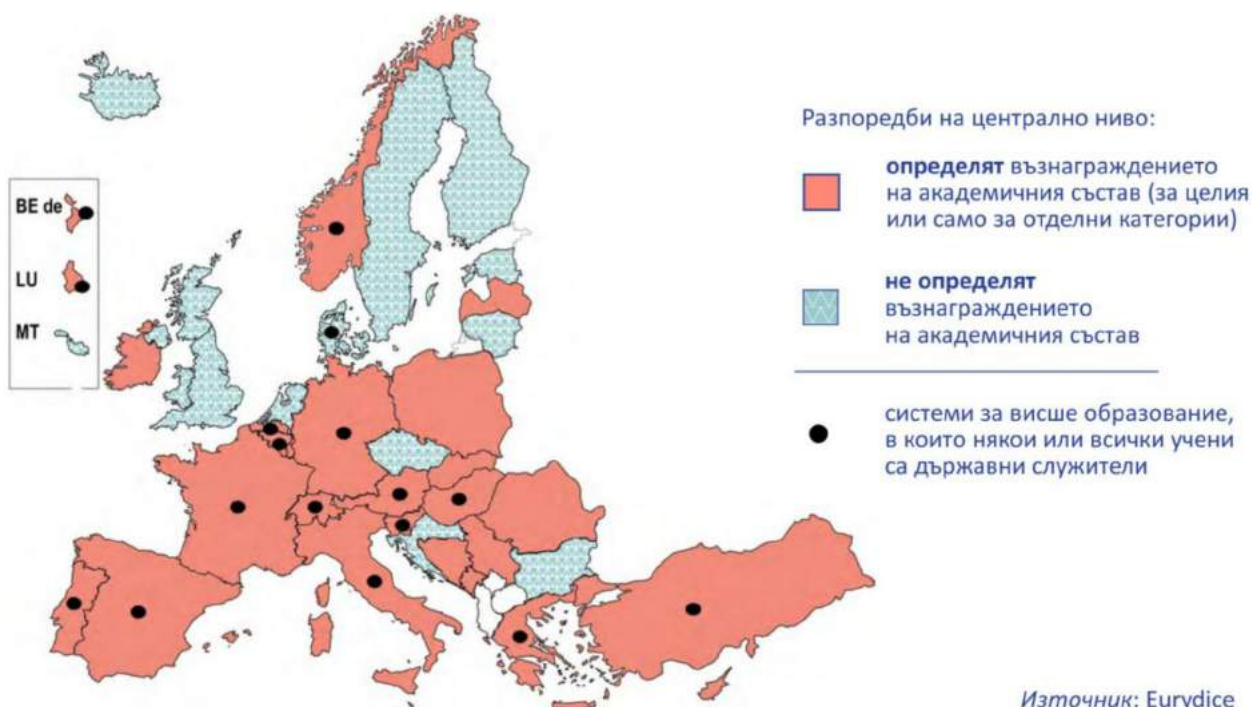 BE de
LU
MT
Разпоредби на централно ниво:
определят възнаграждението
на академичния състав (за целия
или само за отделни категории)
не определят
възнаграждението
на академичния състав
системи за висше образование,
в които някои или всички учени
са държавни служители
Източник: Eurydice